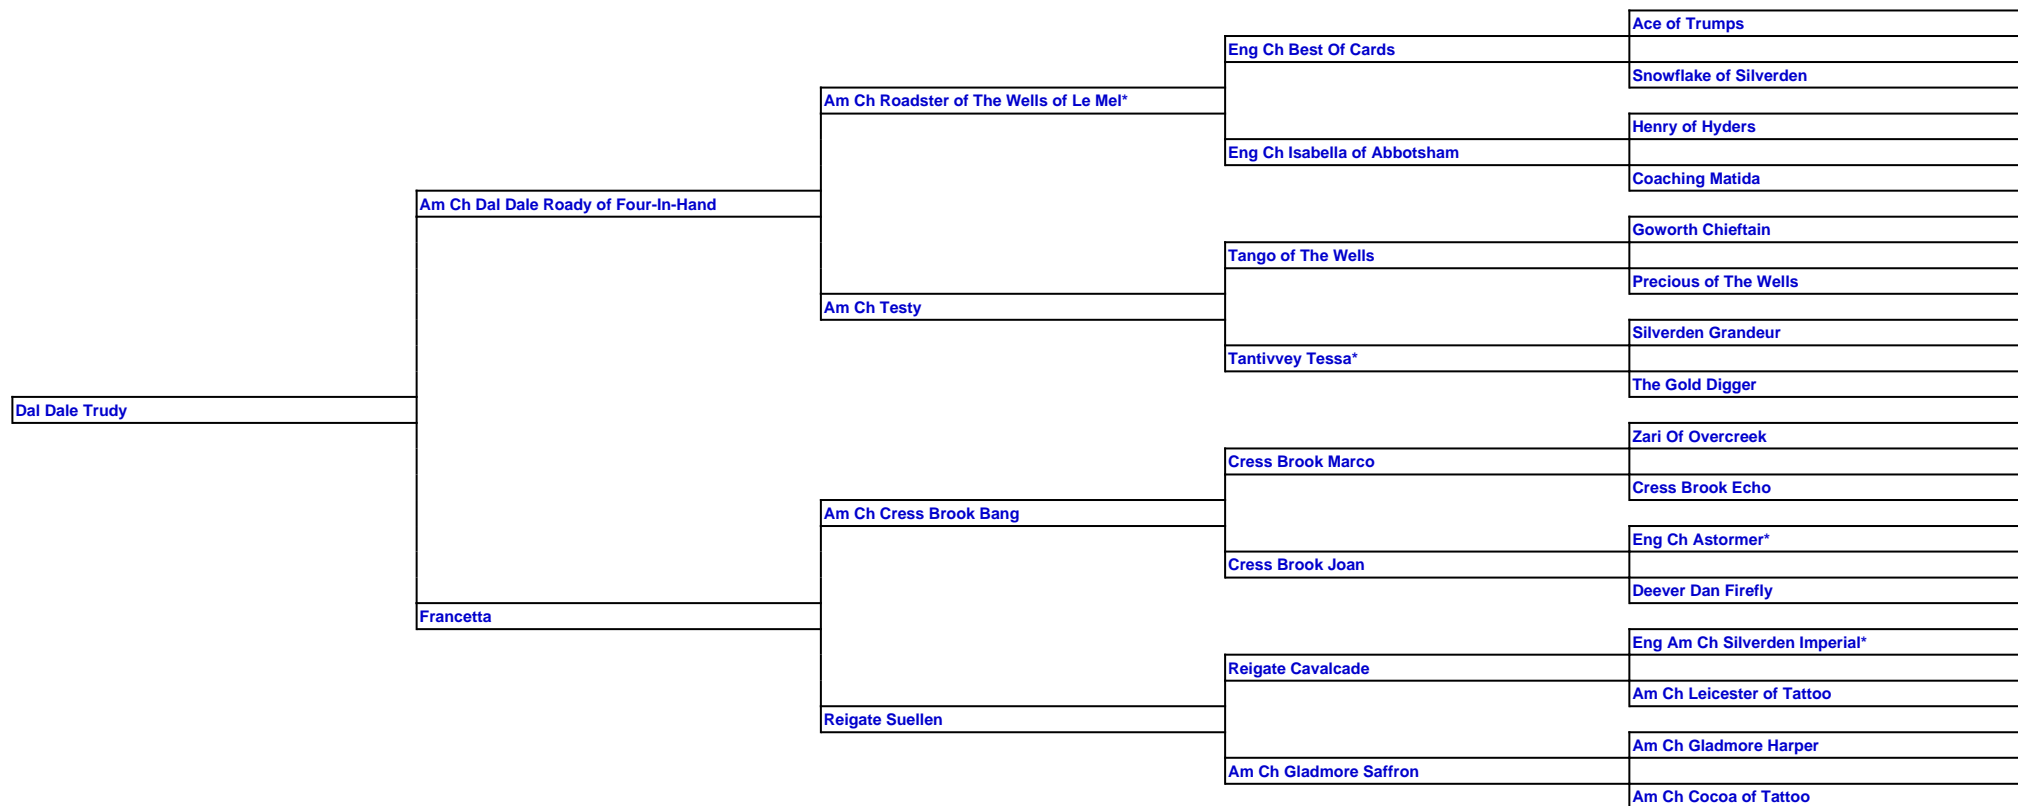 Ace of Trumps
Eng Ch Best Of Cards
Snowflake of Silverden
Am Ch Roadster of The Wells of Le Mel*
Henry of Hyders
Eng Ch Isabella of Abbotsham
Coaching Matida
Am Ch Dal Dale Roady of Four-In-Hand
Goworth Chieftain
Tango of The Wells
Precious of The Wells
Am Ch Testy
Silverden Grandeur
Tantivvey Tessa*
The Gold Digger
Dal Dale Trudy
Zari Of Overcreek
Cress Brook Marco
Cress Brook Echo
Am Ch Cress Brook Bang
Eng Ch Astormer*
Cress Brook Joan
Deever Dan Firefly
Francetta
Eng Am Ch Silverden Imperial*
Reigate Cavalcade
Am Ch Leicester of Tattoo
Reigate Suellen
Am Ch Gladmore Harper
Am Ch Gladmore Saffron
Am Ch Cocoa of Tattoo